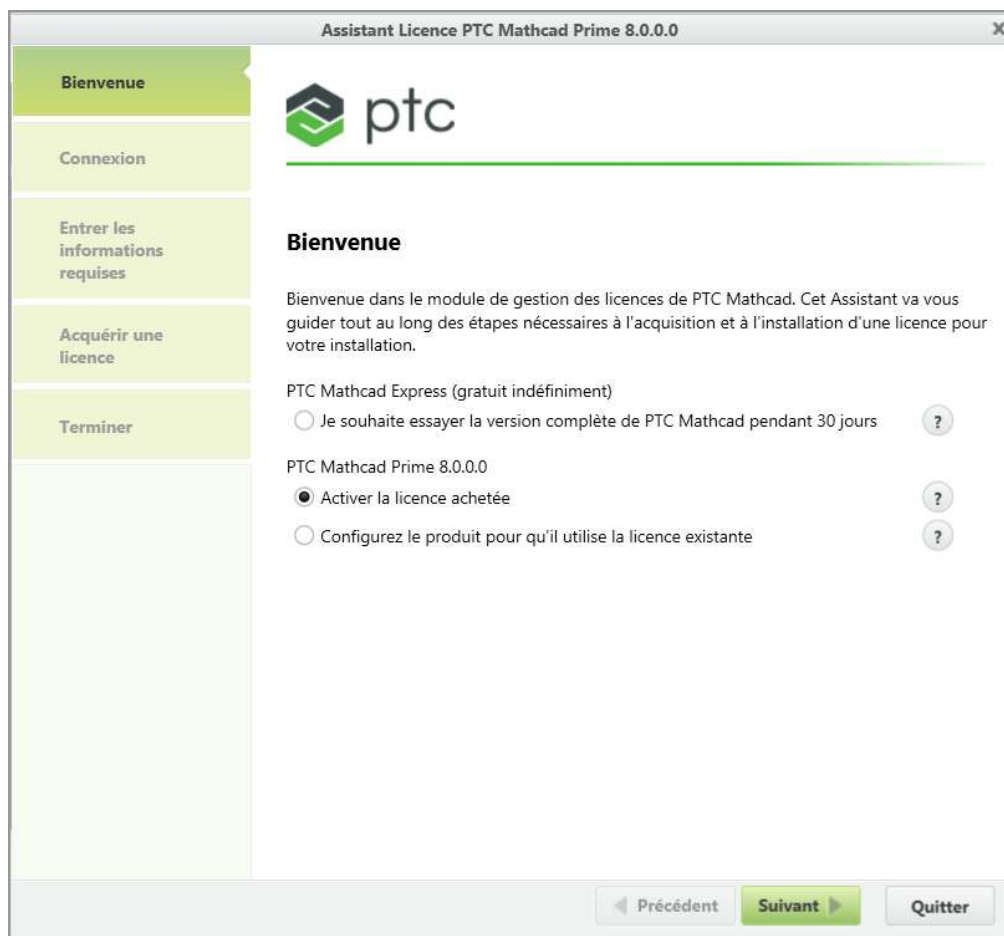 Assistant Licence PTC Mathcad Prime 8.0.0.0
X
Bienvenue
Connexion
Entrer les
informations
requises
Acquérir une
licence
Terminer
ptc
Bienvenue
Bienvenue dans le module de gestion des licences de PTC Mathcad. Cet Assistant va vous
guider tout au long des étapes nécessaires à l'acquisition et à l'installation d'une licence pour
votre installation.
PTC Mathcad Express (gratuit indéfiniment)
Je souhaite essayer la version complète de PTC Mathcad pendant 30 jours
?
PTC Mathcad Prime 8.0.0.0
Activer la licence achetée
?
Configurez le produit pour qu'il utilise la licence existante
?
Précédent
Suivant
Quitter